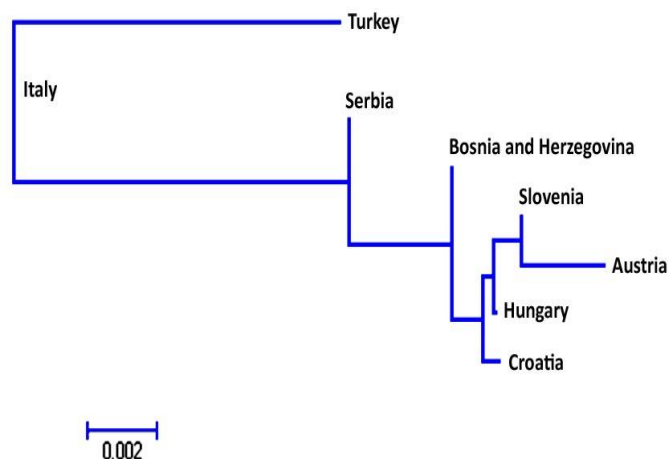 Turkey
Italy
Serbia
Bosnia and Herzegovina
Slovenia
Austria
Hungary
Croatia
0.002